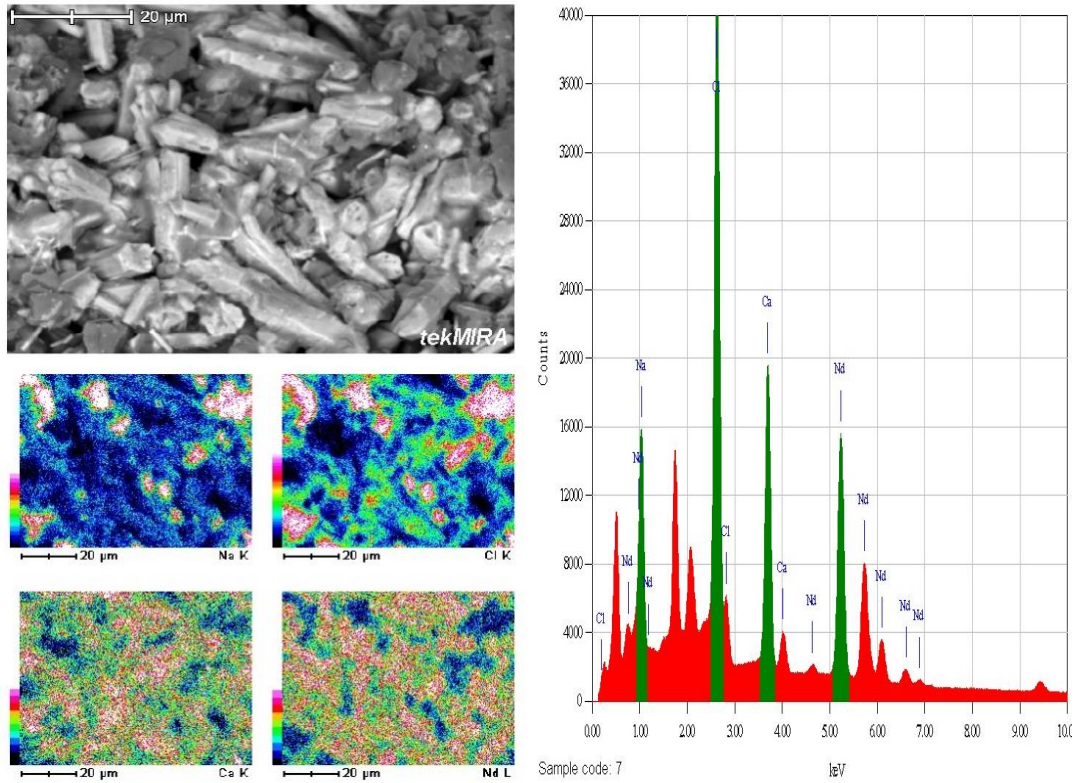 20 µm
tekMIRA
20 µm Na K
20 µm Cl K
20 µm Ca K
20 µm Nd L
40000
36000
32000
28000
24000
20000
16000
12000
8000
4000
0
Counts
Cl
Ca
Na
Nd
Nd
Nd
Cl
Nd
Nd
Ca
Nd
Nd
Nd
Nd
Cl
0.00 1.00 2.00 3.00 4.00 5.00 6.00 7.00 8.00 9.00 10.0
Sample code: 7
keV